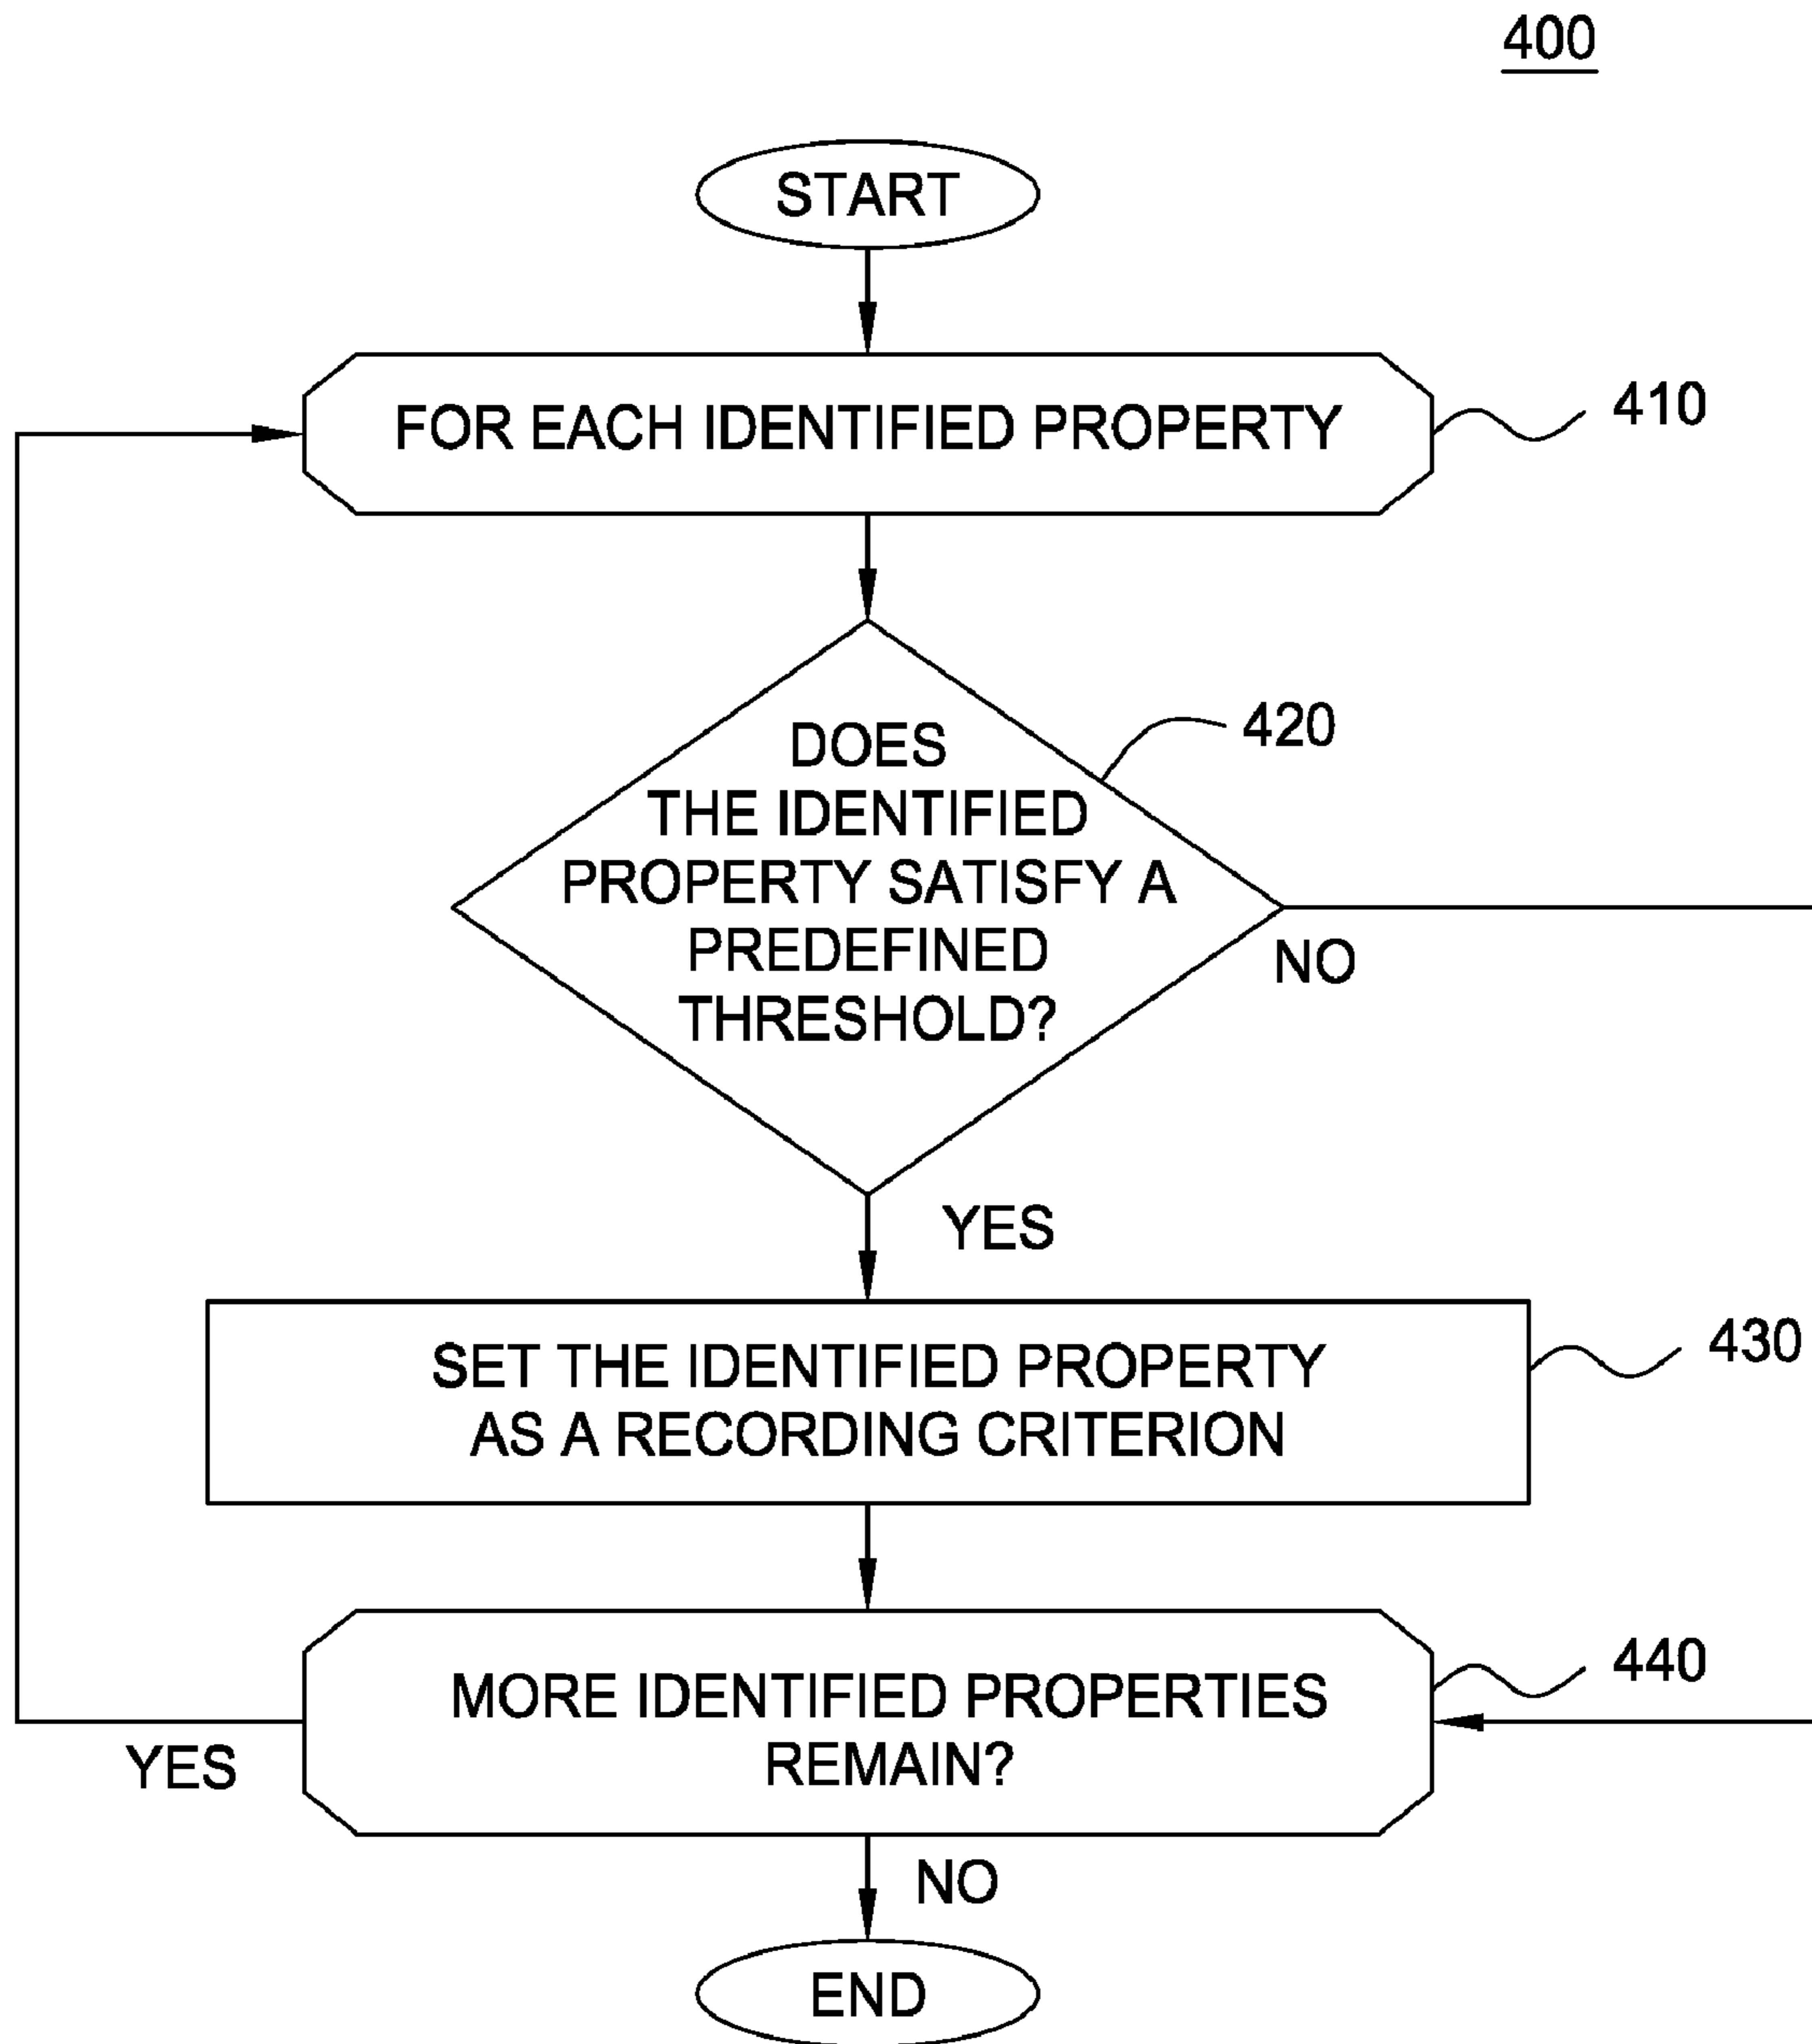 400
START
FOR EACH IDENTIFIED PROPERTY
410
DOES
THE IDENTIFIED
PROPERTY SATISFY A
PREDEFINED
THRESHOLD?
420
NO
YES
SET THE IDENTIFIED PROPERTY
AS A RECORDING CRITERION
430
MORE IDENTIFIED PROPERTIES
REMAIN?
440
YES
NO
END